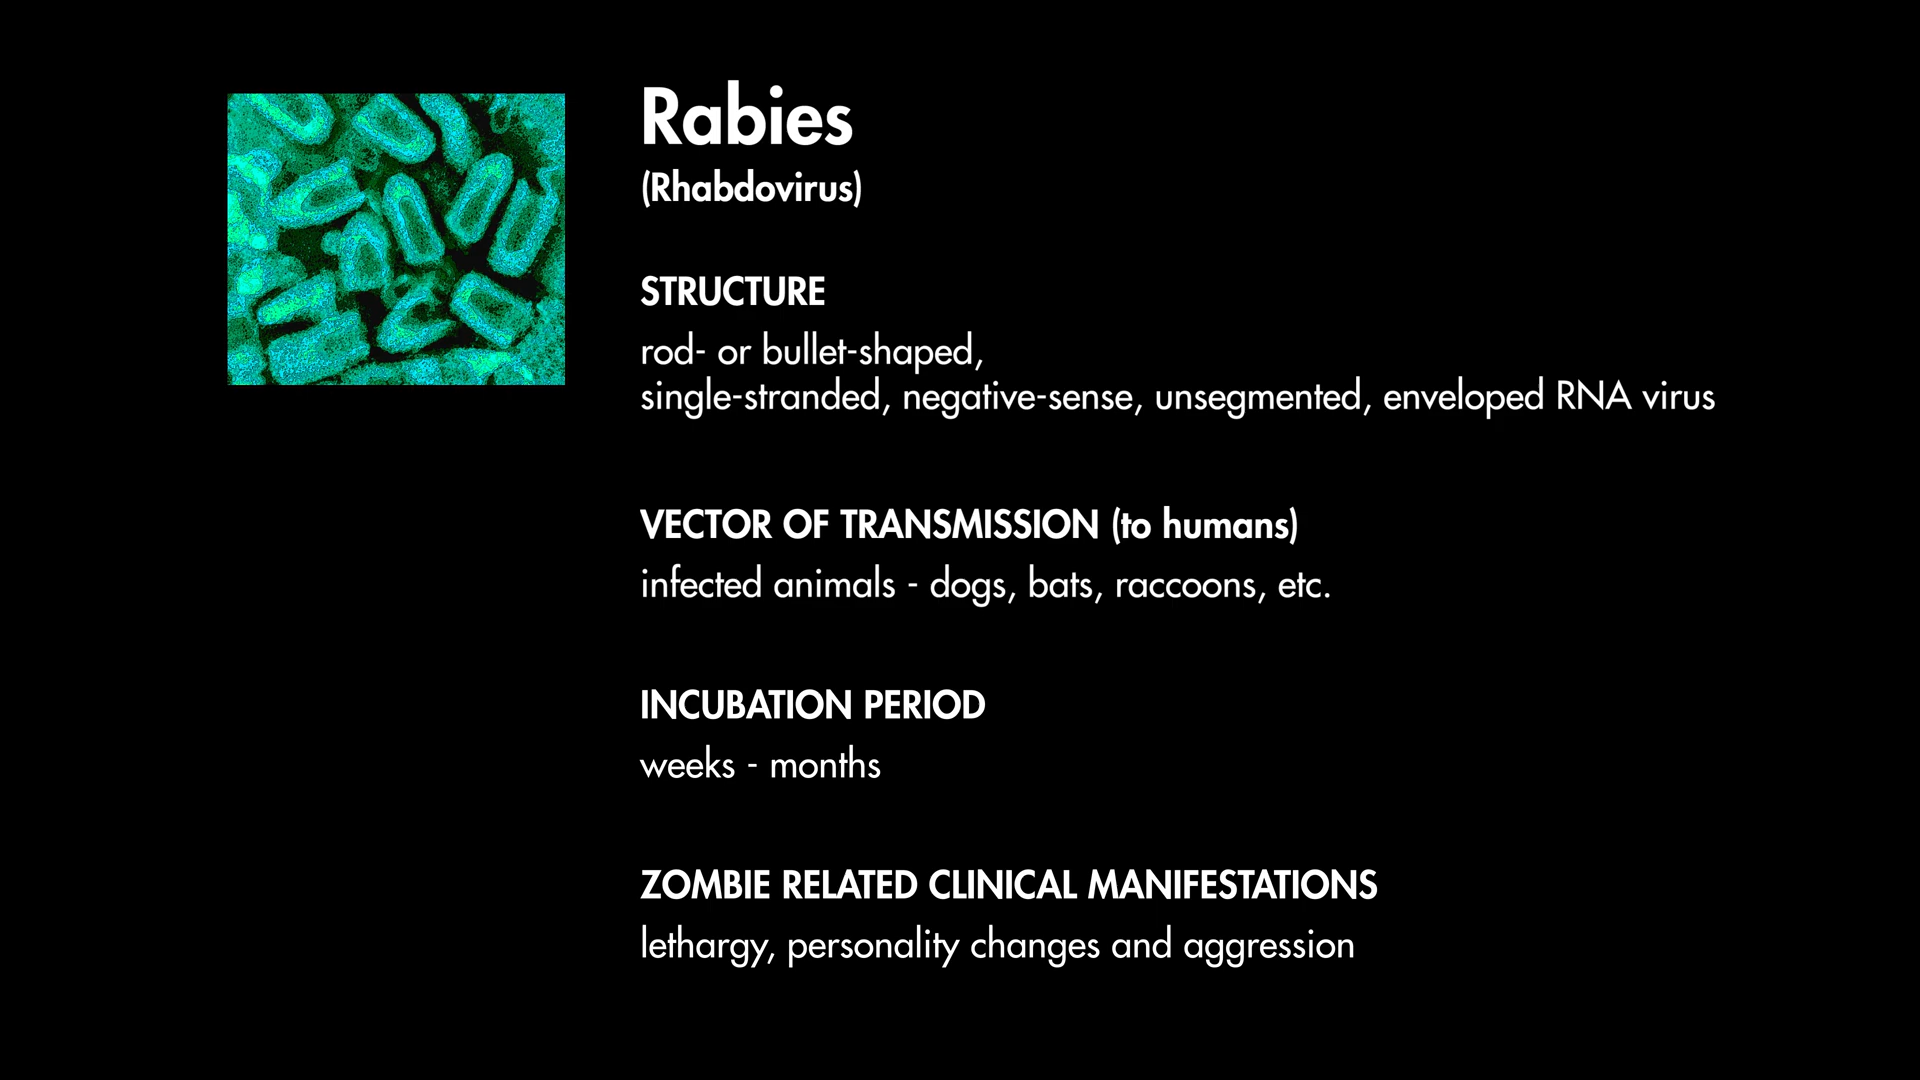 Rabies
(Rhabdovirus)
STRUCTURE
rod- or bullet-shaped,
single-stranded, negative-sense, unsegmented, enveloped RNA virus
VECTOR OF TRANSMISSION (to humans)
infected animals - dogs, bats, raccoons, etc.
INCUBATION PERIOD
weeks - months
ZOMBIE RELATED CLINICAL MANIFESTATIONS
lethargy, personality changes and aggression